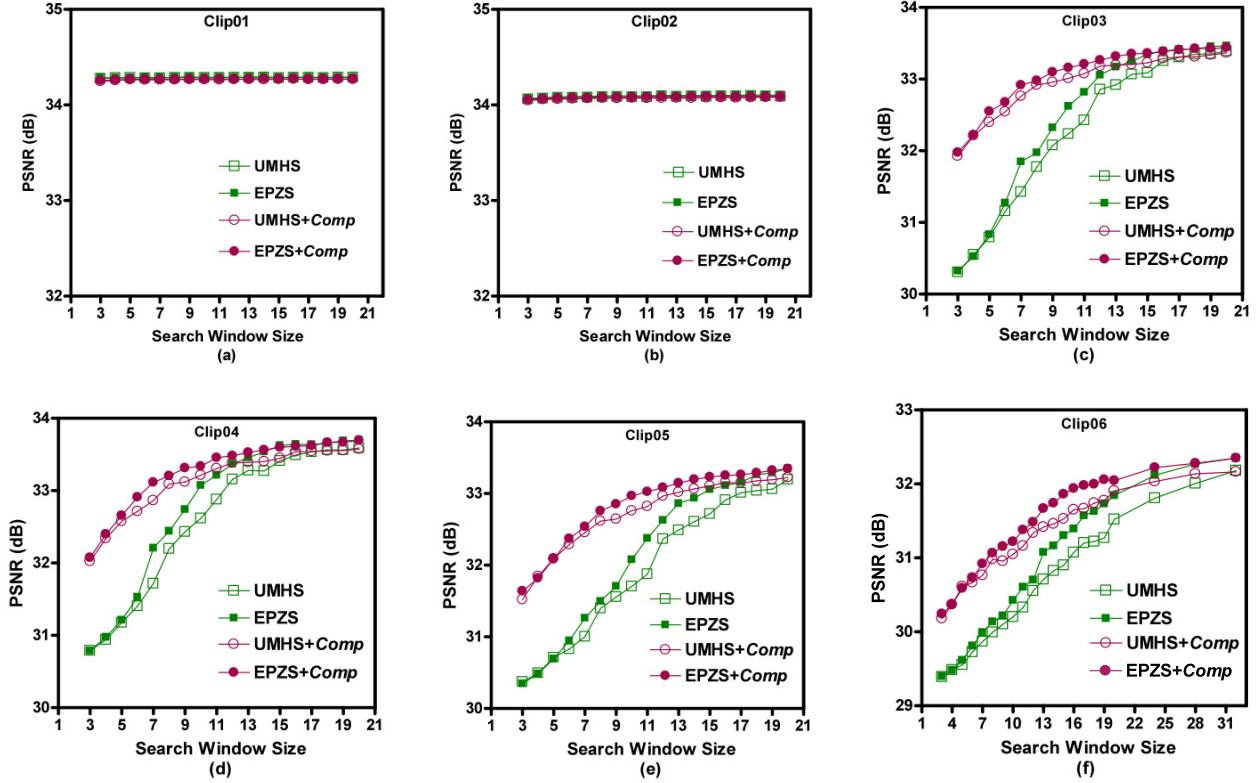 Clip01
35
34
33
32
PSNR (dB)
UMHS
EPZS
UMHS+Comp
EPZS+Comp
1 3 5 7 9 11 13 15 17 19 21
Search Window Size
(a)
Clip02
35
34
33
32
PSNR (dB)
UMHS
EPZS
UMHS+Comp
EPZS+Comp
1 3 5 7 9 11 13 15 17 19 21
Search Window Size
(b)
Clip03
34
33
32
31
30
PSNR (dB)
UMHS
EPZS
UMHS+Comp
EPZS+Comp
1 3 5 7 9 11 13 15 17 19 21
Search Window Size
(c)
Clip04
34
33
32
31
30
PSNR (dB)
UMHS
EPZS
UMHS+Comp
EPZS+Comp
1 3 5 7 9 11 13 15 17 19 21
Search Window Size
(d)
Clip05
34
33
32
31
30
PSNR (dB)
UMHS
EPZS
UMHS+Comp
EPZS+Comp
1 3 5 7 9 11 13 15 17 19 21
Search Window Size
(e)
Clip06
33
32
31
30
29
PSNR (dB)
UMHS
EPZS
UMHS+Comp
EPZS+Comp
1 4 7 10 13 16 19 22 25 28 31
Search Window Size
(f)